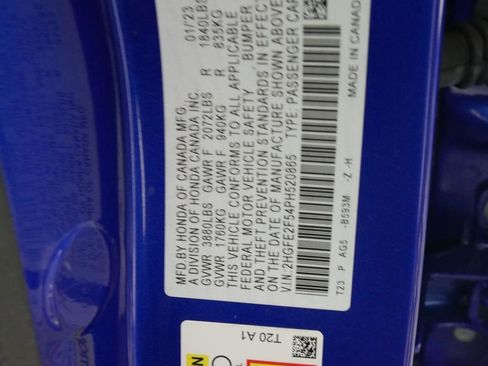 MFD.BY HONDA OF CANADA MFG. 01/23
A DIVISION OF HONDA CANADA INC.
GVWR 3880LBS GAWR F 2072LBS R 1840LBS
GVWR 1760KG GAWR F 940KG R 835KG
THIS VEHICLE CONFORMS TO ALL APPLICABLE
FEDERAL MOTOR VEHICLE SAFETY BUMPER
AND THEFT PREVENTION STANDARDS IN EFFECT
ON THE DATE OF MANUFACTURE SHOWN ABOVE
V.I.N:2HGFE2F54PH520865 TYPE:PASSENGER CAR
T23 P AG5 -B593M -Z -H MADE IN CANADA
T20 A1